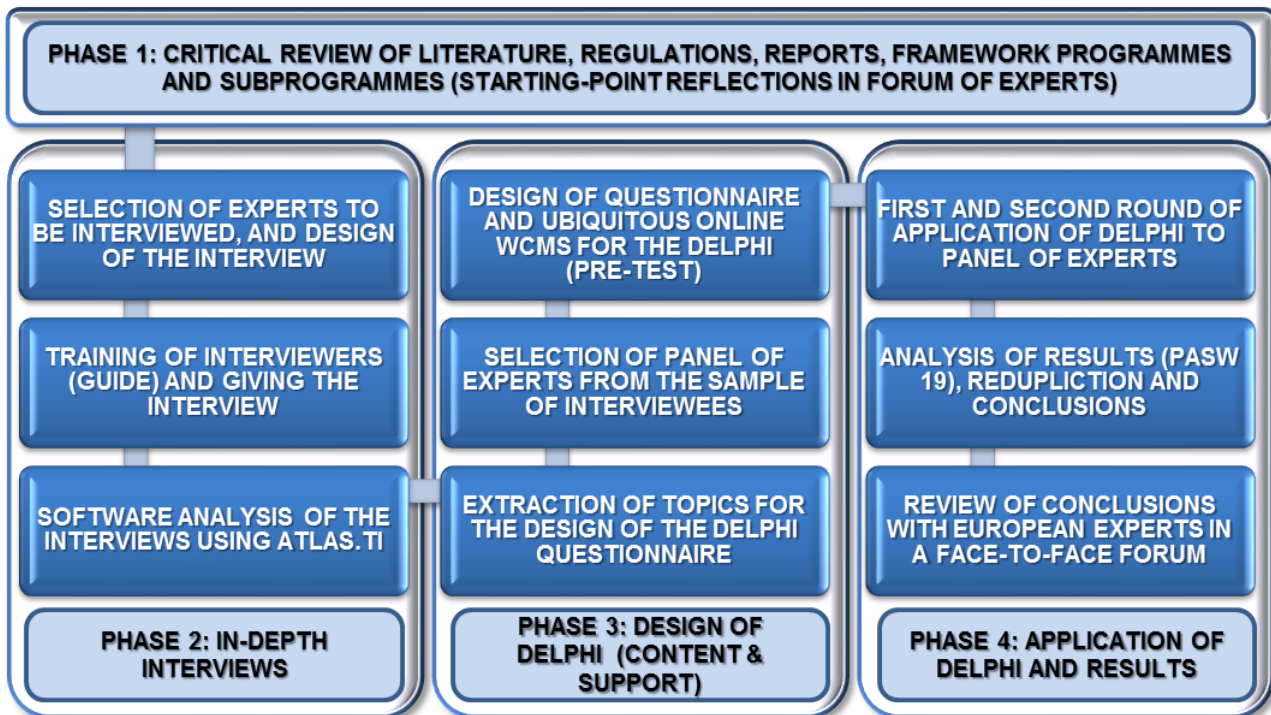 PHASE 1: CRITICAL REVIEW OF LITERATURE, REGULATIONS, REPORTS, FRAMEWORK PROGRAMMES
AND SUBPROGRAMMES (STARTING-POINT REFLECTIONS IN FORUM OF EXPERTS)
SELECTION OF EXPERTS TO
BE INTERVIEWED, AND DESIGN
OF THE INTERVIEW
TRAINING OF INTERVIEWERS
(GUIDE) AND GIVING THE
INTERVIEW
SOFTWARE ANALYSIS OF THE
INTERVIEWS USING ATLAS.TI
PHASE 2: IN-DEPTH
INTERVIEWS
DESIGN OF QUESTIONNAIRE
AND UBIQUITOUS ONLINE
WCMS FOR THE DELPHI
(PRE-TEST)
SELECTION OF PANEL OF
EXPERTS FROM THE SAMPLE
OF INTERVIEWEES
EXTRACTION OF TOPICS FOR
THE DESIGN OF THE DELPHI
QUESTIONNAIRE
PHASE 3: DESIGN OF
DELPHI (CONTENT &
SUPPORT)
FIRST AND SECOND ROUND OF
APPLICATION OF DELPHI TO
PANEL OF EXPERTS
ANALYSIS OF RESULTS (PASW
19), REDUPLICTION AND
CONCLUSIONS
REVIEW OF CONCLUSIONS
WITH EUROPEAN EXPERTS IN
A FACE-TO-FACE FORUM
PHASE 4: APPLICATION OF
DELPHI AND RESULTS